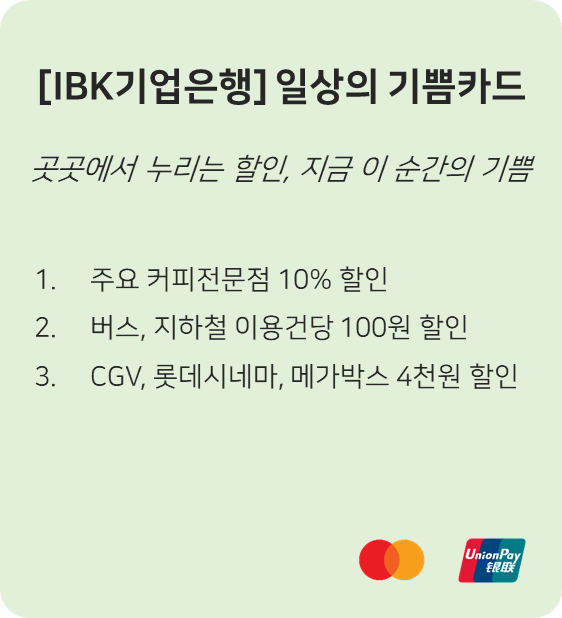 [IBK기업은행] 일상의 기쁨카드
곳곳에서 누리는 할인, 지금 이 순간의 기쁨
1. 주요 커피전문점 10% 할인
2. 버스, 지하철 이용건당 100원 할인
3. CGV, 롯데시네마, 메가박스 4천원 할인
UnionPay
银联